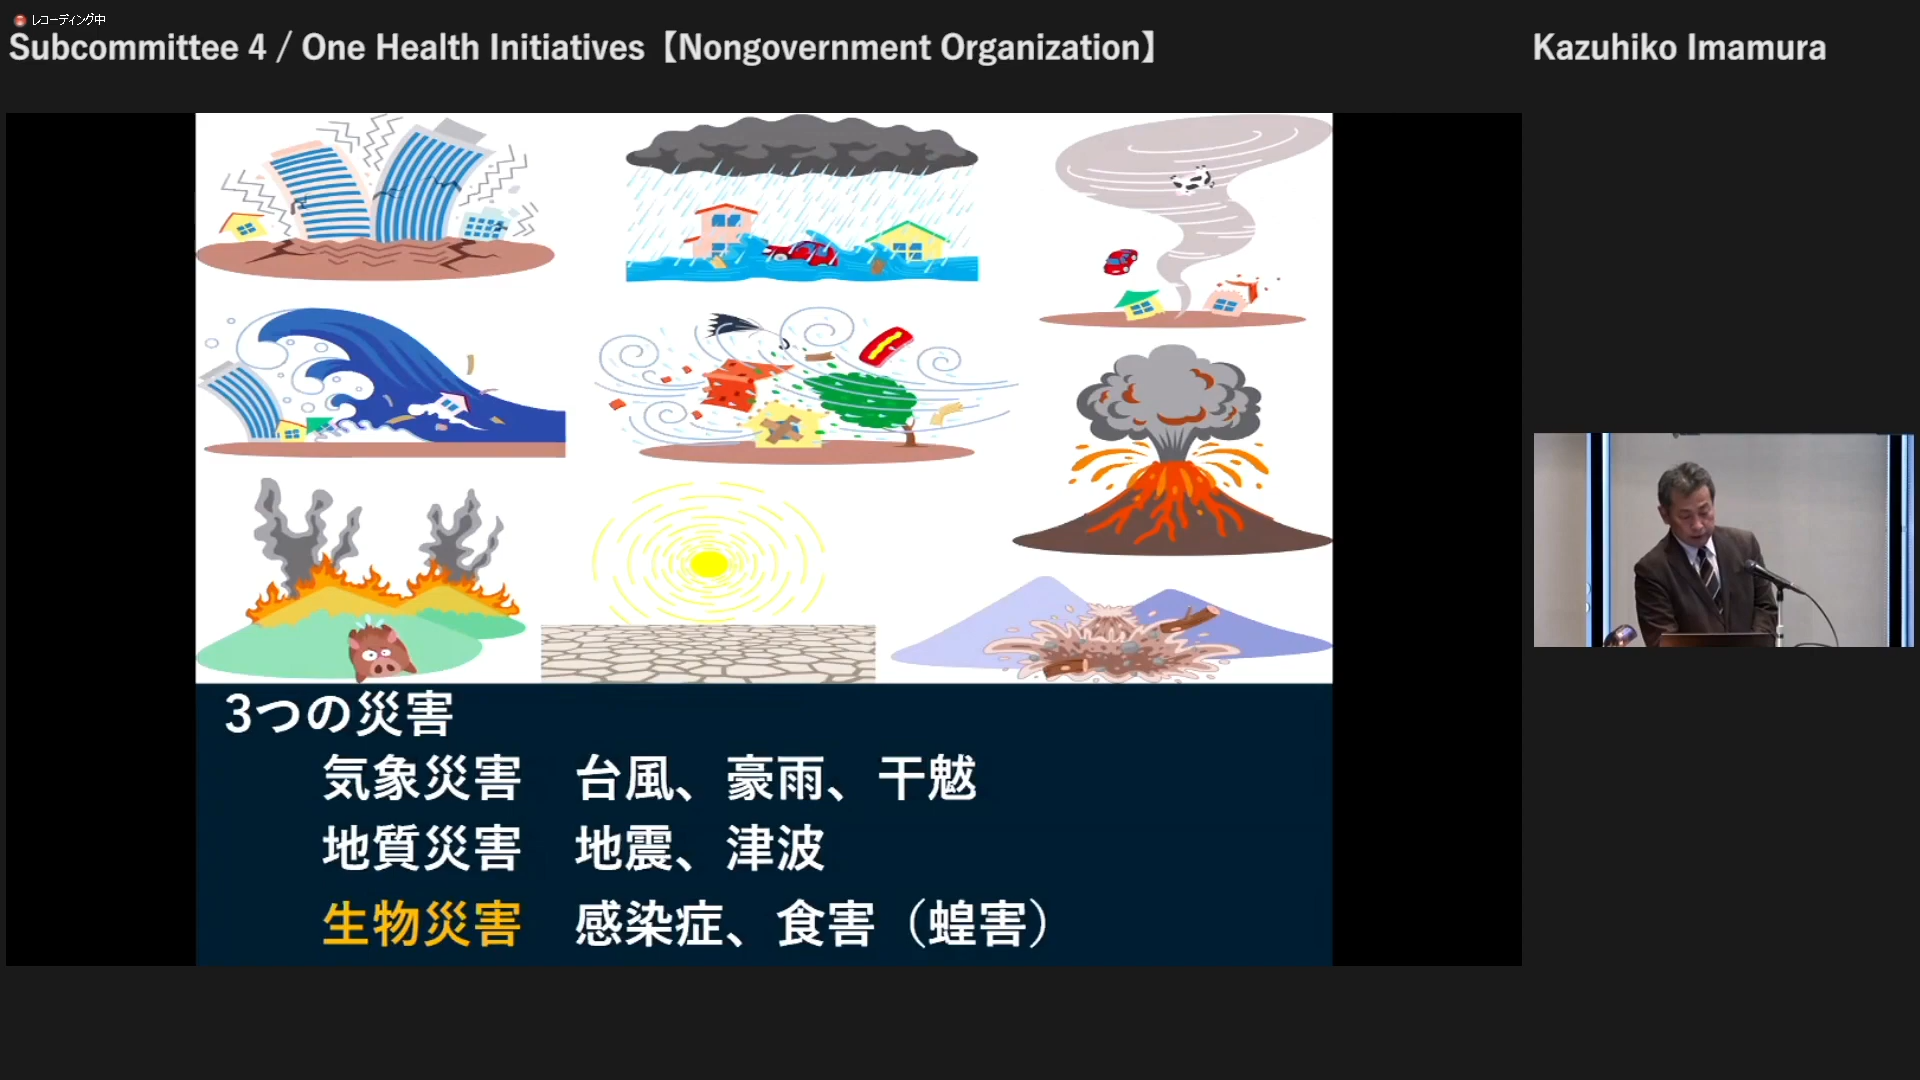 レコーディング中
Subcommittee 4 / One Health Initiatives【Nongovernment Organization】
Kazuhiko Imamura
3つの災害
気象災害　台風、豪雨、干魃
地質災害　地震、津波
生物災害　感染症、食害（蝗害）